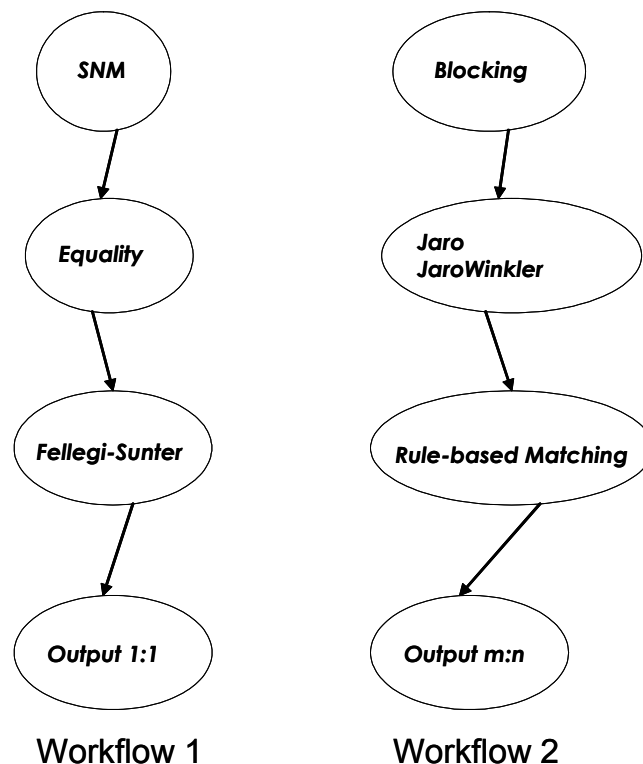 SNM
Equality
Fellegi-Sunter
Output 1:1
Workflow 1
Blocking
Jaro
JaroWinkler
Rule-based Matching
Output m:n
Workflow 2